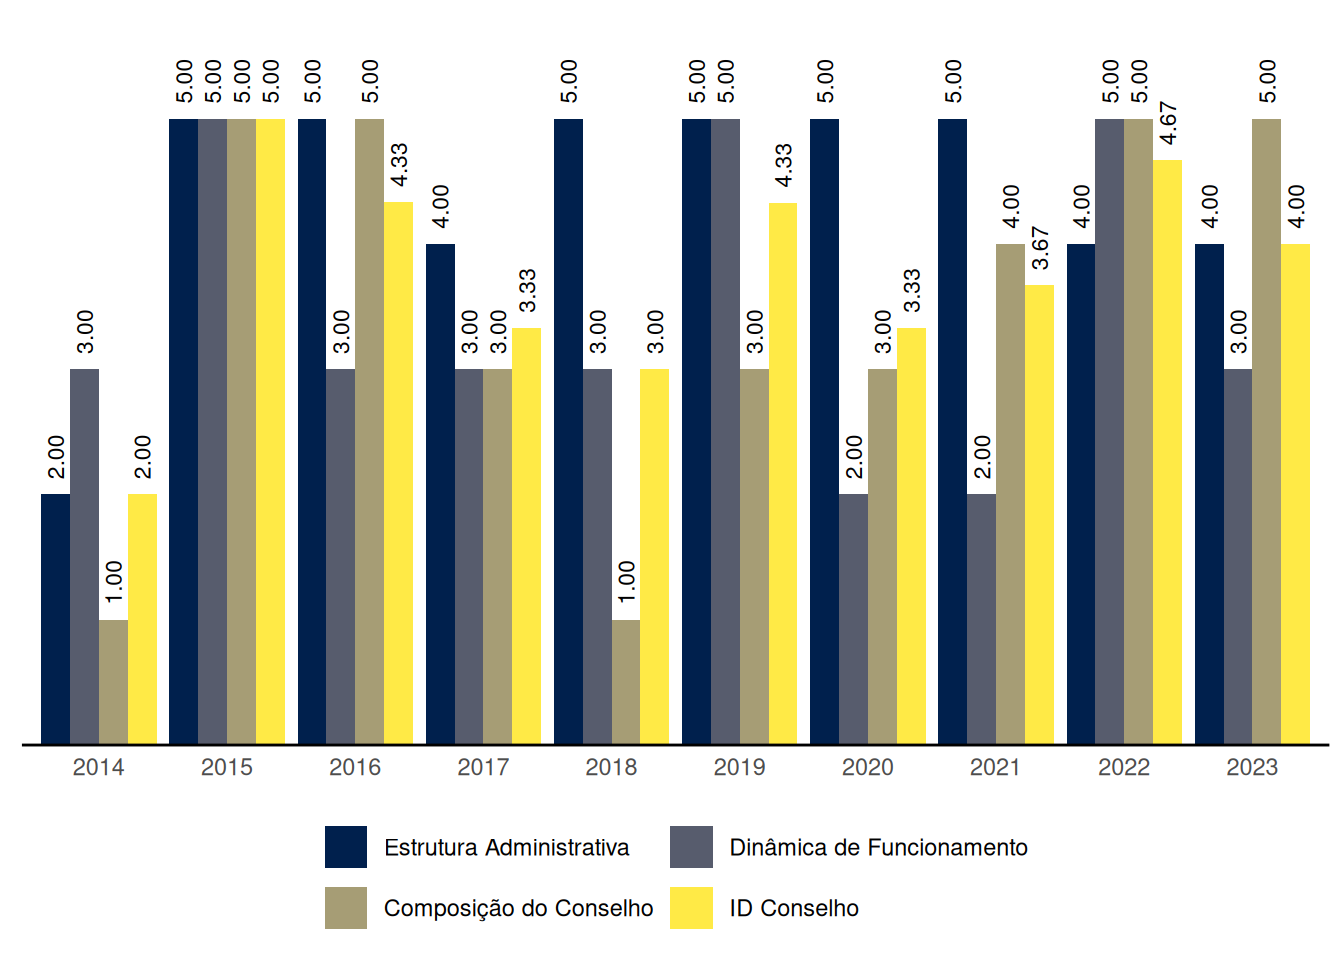 2.00 3.00 1.00 2.00
5.00 5.00 5.00 5.00
5.00 3.00 5.00 4.33
4.00 3.00 3.00 3.33
5.00 3.00 1.00 3.00
5.00 5.00 3.00 4.33
5.00 2.00 3.00 3.33
5.00 2.00 4.00 3.67
4.00 5.00 5.00 4.67
4.00 3.00 5.00 4.00
2014 2015 2016 2017 2018 2019 2020 2021 2022 2023
Estrutura Administrativa Dinâmica de Funcionamento
Composição do Conselho ID Conselho